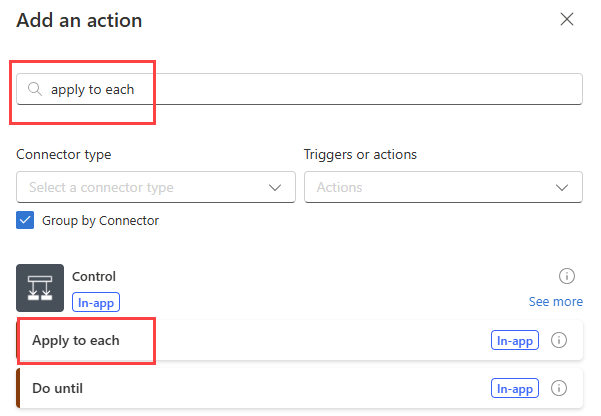 Add an action
apply to each
Connector type
Triggers or actions
Select a connector type
Actions
Group by Connector
Control
In-app
See more
Apply to each
In-app
Do until
In-app